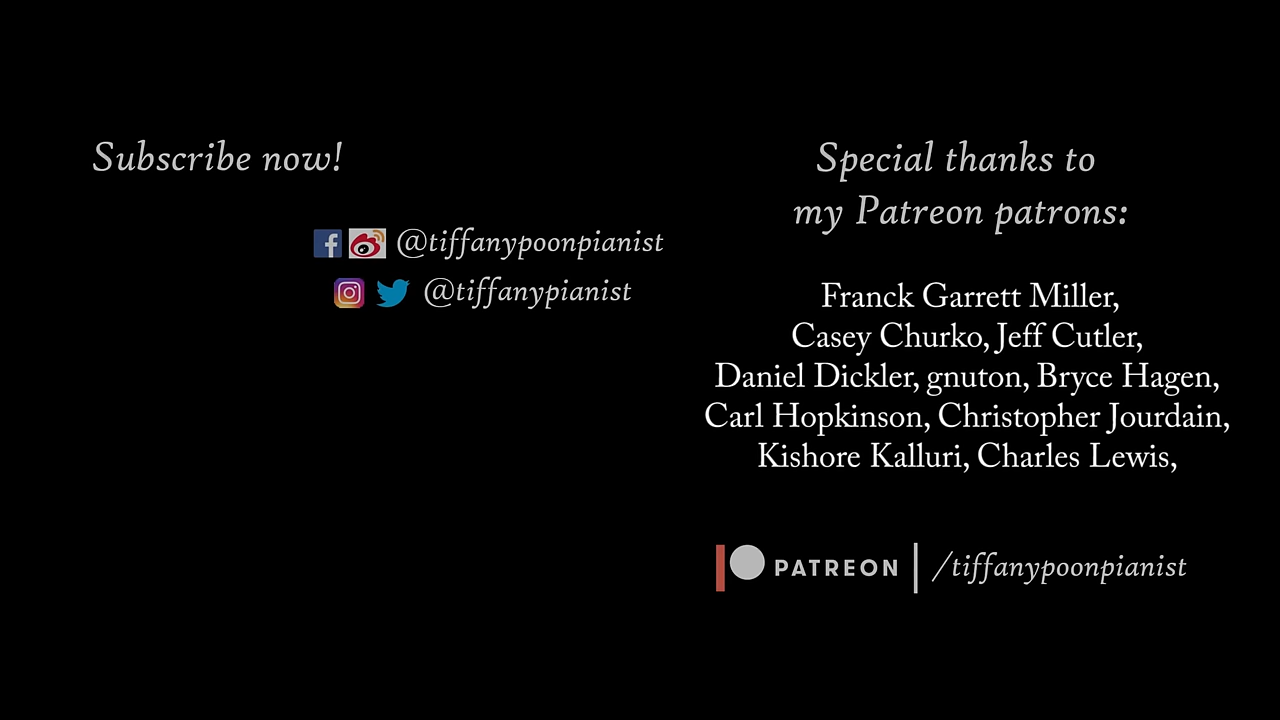 Subscribe now!
@tiffanypoonpianist
@tiffanypianist
Special thanks to
my Patreon patrons:
Franck Garrett Miller,
Casey Churko, Jeff Cutler,
Daniel Dickler, gnuton, Bryce Hagen,
Carl Hopkinson, Christopher Jourdain,
Kishore Kalluri, Charles Lewis,
PATREON | /tiffanypoonpianist